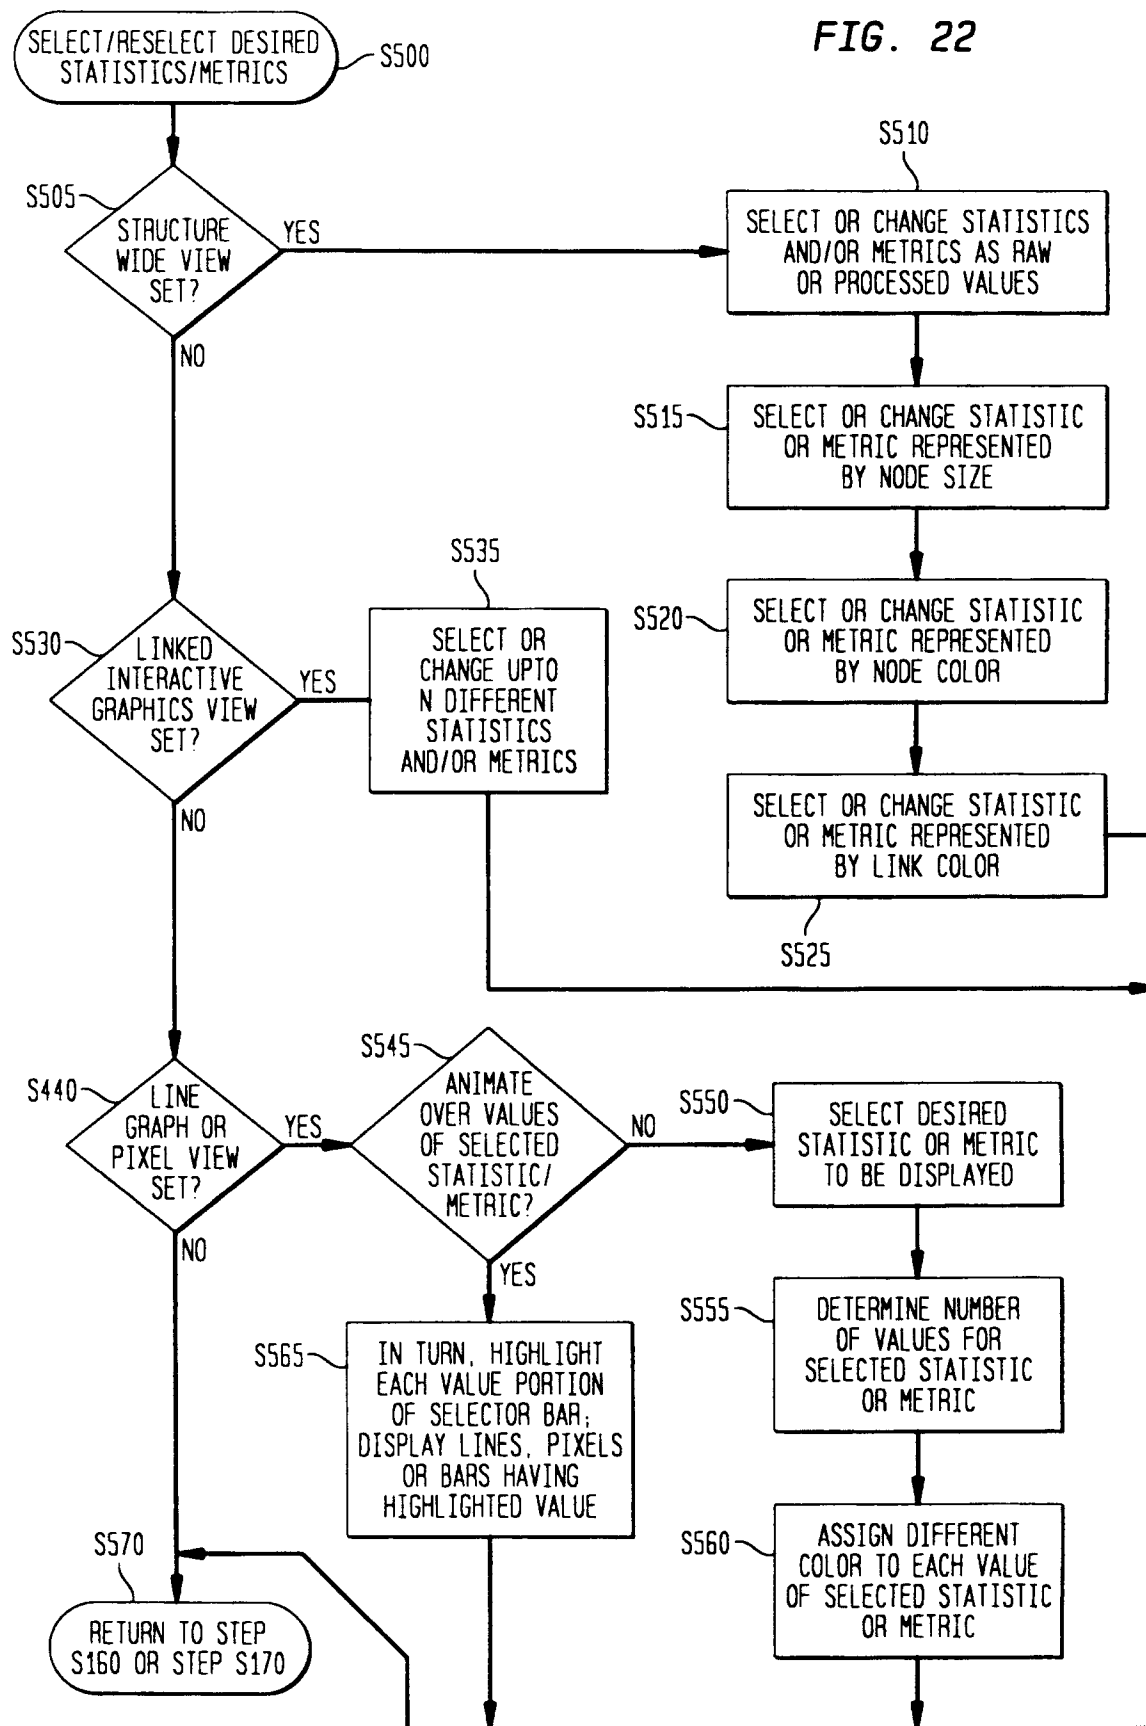 FIG. 22
SELECT/RESELECT DESIRED
STATISTICS/METRICS
S500
S505
STRUCTURE
WIDE VIEW
SET?
YES
NO
S510
SELECT OR CHANGE STATISTICS
AND/OR METRICS AS RAW
OR PROCESSED VALUES
S515
SELECT OR CHANGE STATISTIC
OR METRIC REPRESENTED
BY NODE SIZE
S520
SELECT OR CHANGE STATISTIC
OR METRIC REPRESENTED
BY NODE COLOR
SELECT OR CHANGE STATISTIC
OR METRIC REPRESENTED
BY LINK COLOR
S525
S530
LINKED
INTERACTIVE
GRAPHICS VIEW
SET?
YES
NO
S535
SELECT OR
CHANGE UPTO
N DIFFERENT
STATISTICS
AND/OR METRICS
S440
LINE
GRAPH OR
PIXEL VIEW
SET?
YES
NO
S545
ANIMATE
OVER VALUES
OF SELECTED
STATISTIC/
METRIC?
NO
YES
S550
SELECT DESIRED
STATISTIC OR METRIC
TO BE DISPLAYED
S555
DETERMINE NUMBER
OF VALUES FOR
SELECTED STATISTIC
OR METRIC
S560
ASSIGN DIFFERENT
COLOR TO EACH VALUE
OF SELECTED STATISTIC
OR METRIC
S565
IN TURN, HIGHLIGHT
EACH VALUE PORTION
OF SELECTOR BAR;
DISPLAY LINES, PIXELS
OR BARS HAVING
HIGHLIGHTED VALUE
S570
RETURN TO STEP
S160 OR STEP S170